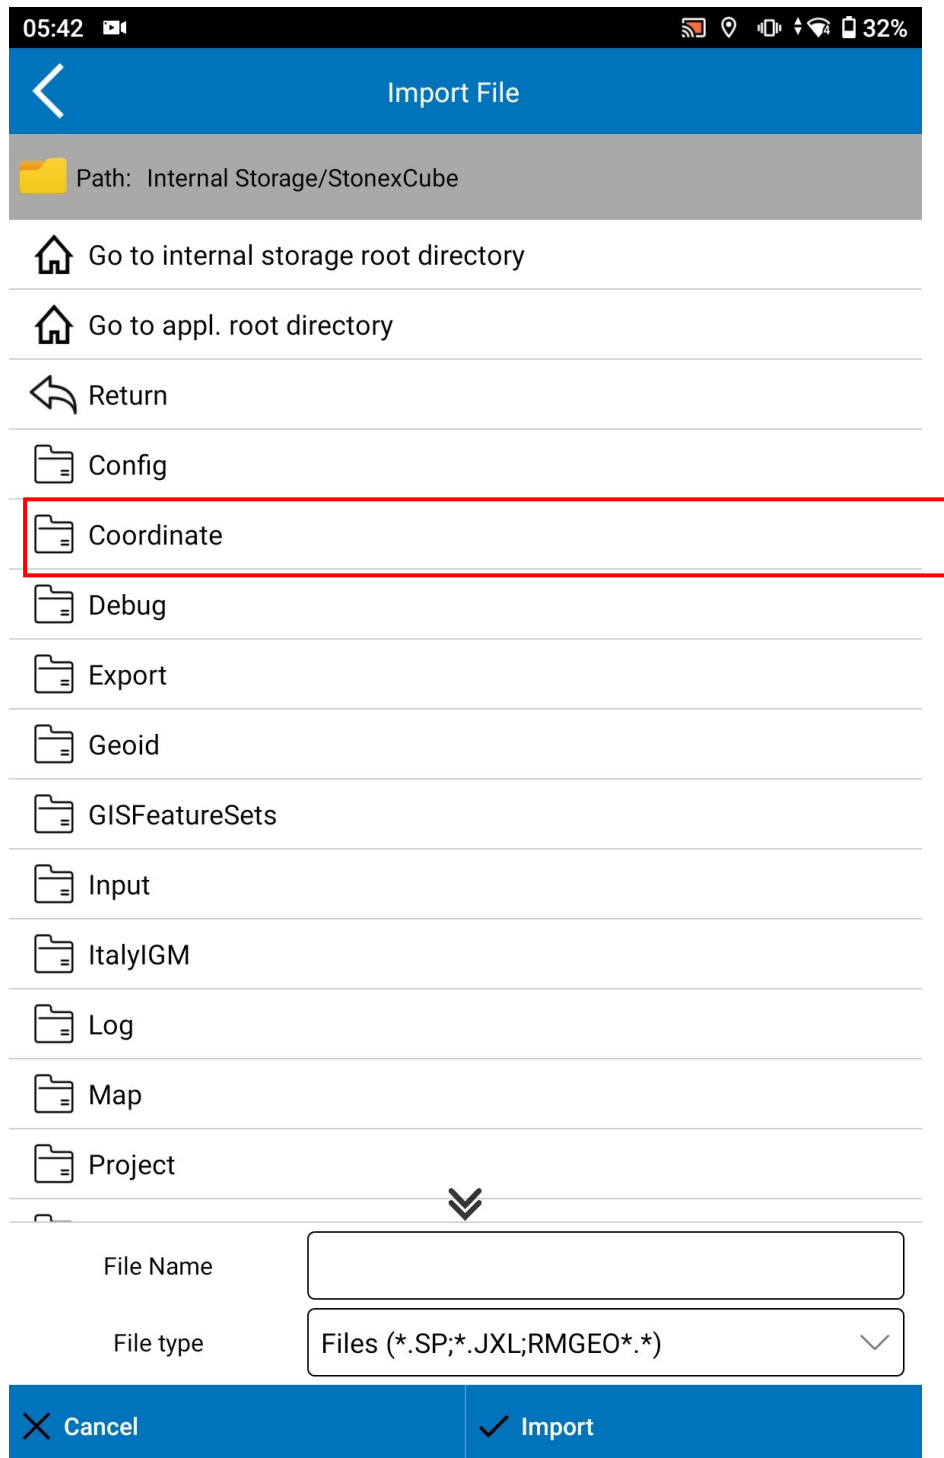 05:42 32%
Import File
Path: Internal Storage/StonexCube
Go to internal storage root directory
Go to appl. root directory
Return
Config
Coordinate
Debug
Export
Geoid
GISFeatureSets
Input
ItalyIGM
Log
Map
Project
File Name
File type Files (*.SP;*.JXL;RMGEO*.*)
Cancel Import